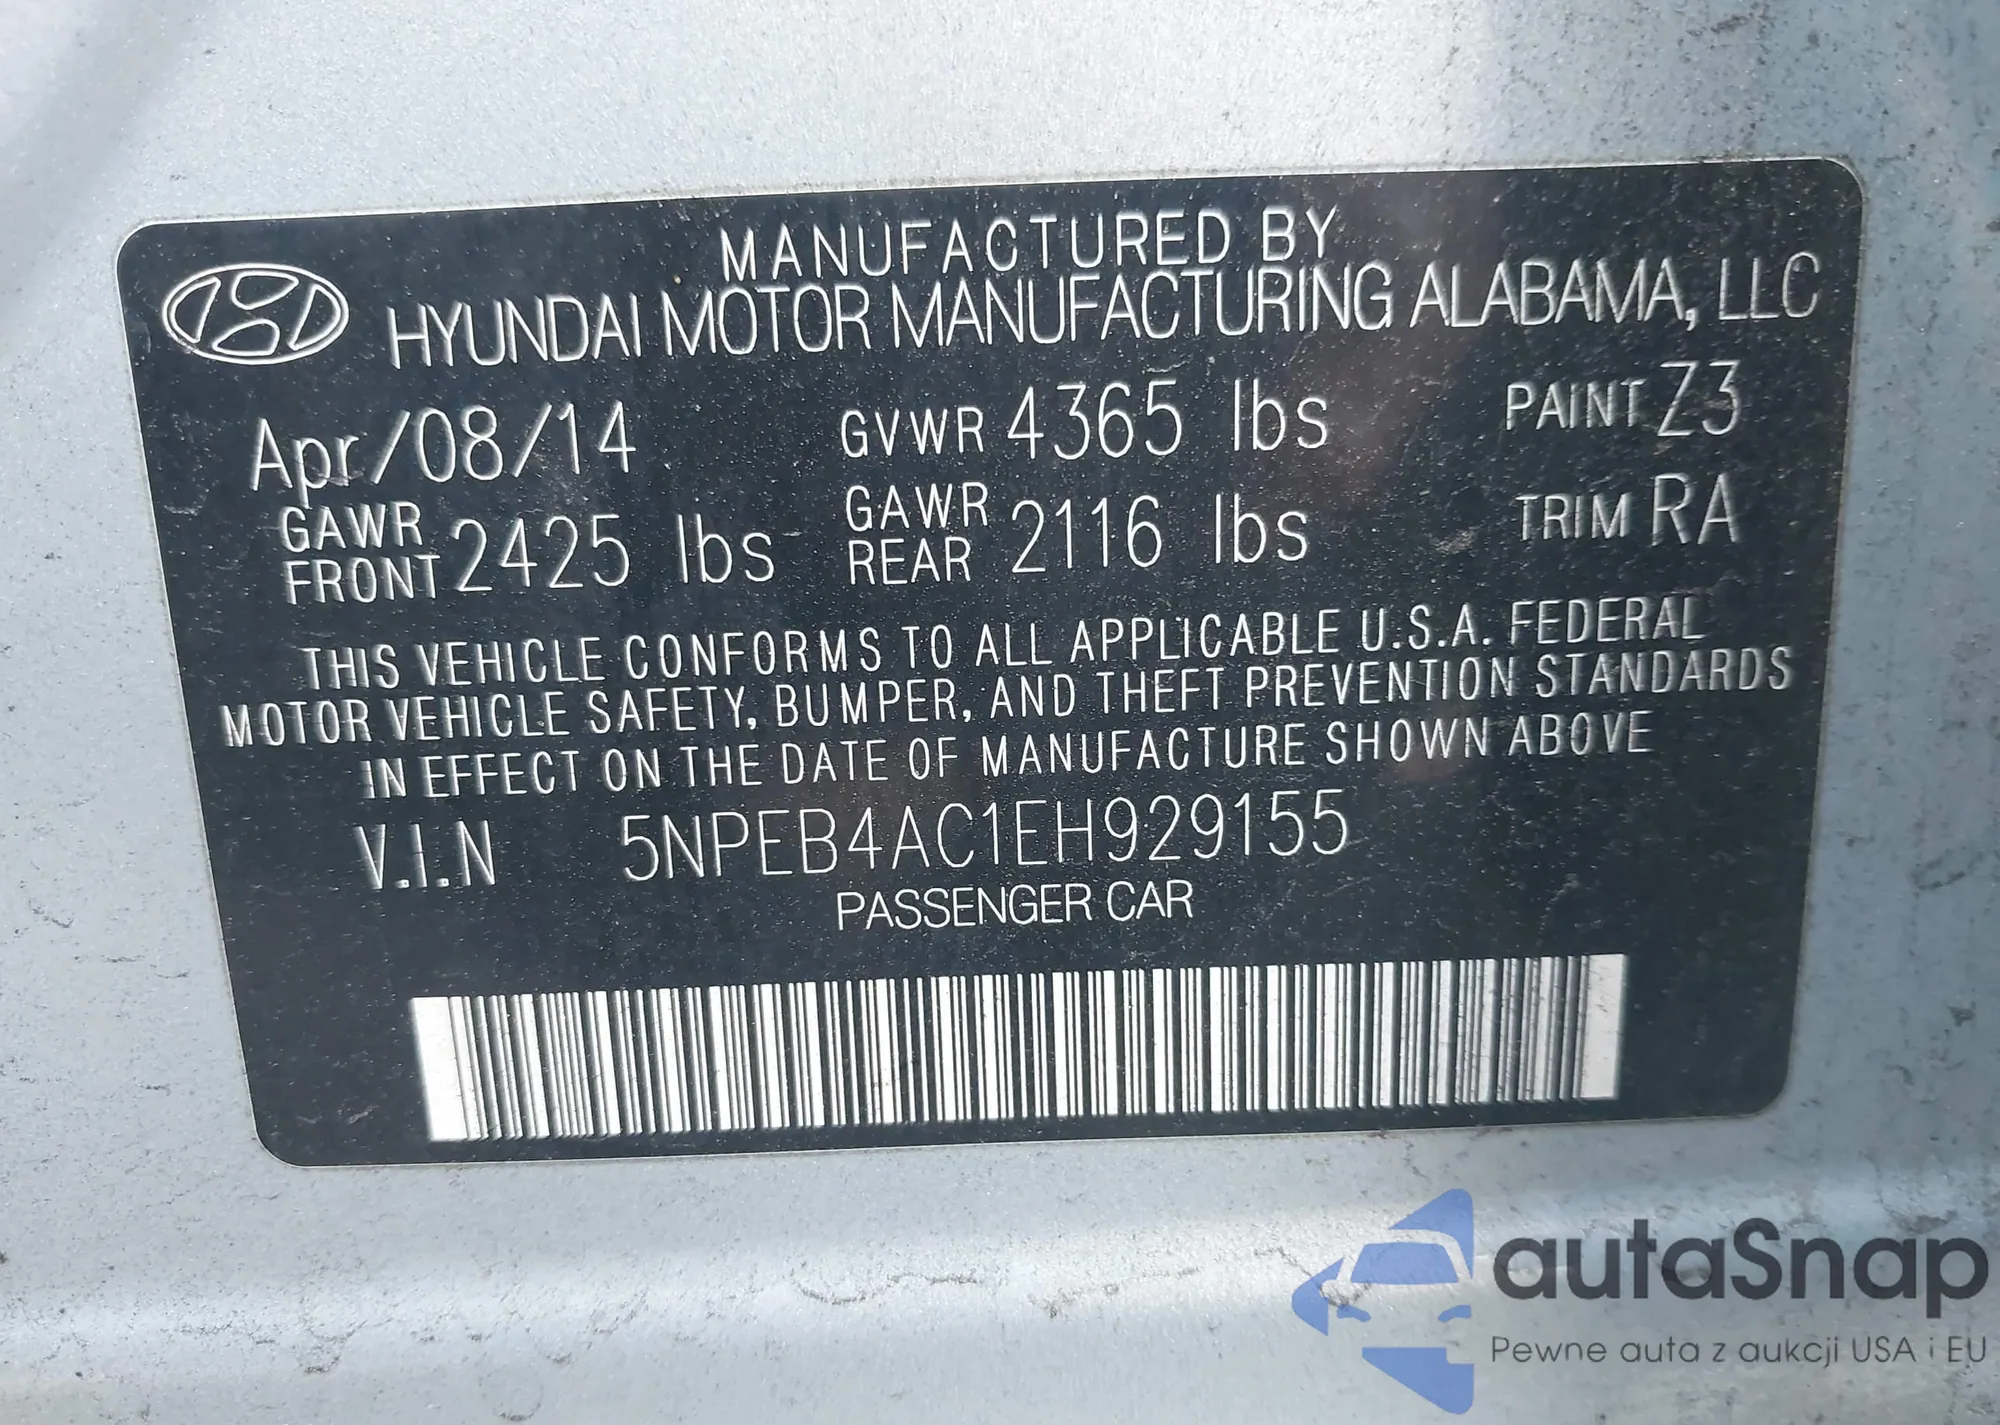 MANUFACTURED BY
HYUNDAI MOTOR MANUFACTURING ALABAMA, LLC
Apr/08/14 GVWR 4365 lbs PAINT Z3
GAWR FRONT 2425 lbs GAWR REAR 2116 lbs TRIM RA
THIS VEHICLE CONFORMS TO ALL APPLICABLE U.S.A. FEDERAL
MOTOR VEHICLE SAFETY, BUMPER, AND THEFT PREVENTION STANDARDS
IN EFFECT ON THE DATE OF MANUFACTURE SHOWN ABOVE
V.I.N 5NPEB4AC1EH929155
PASSENGER CAR
autaSnap
Pewne auta z aukcji USA i EU